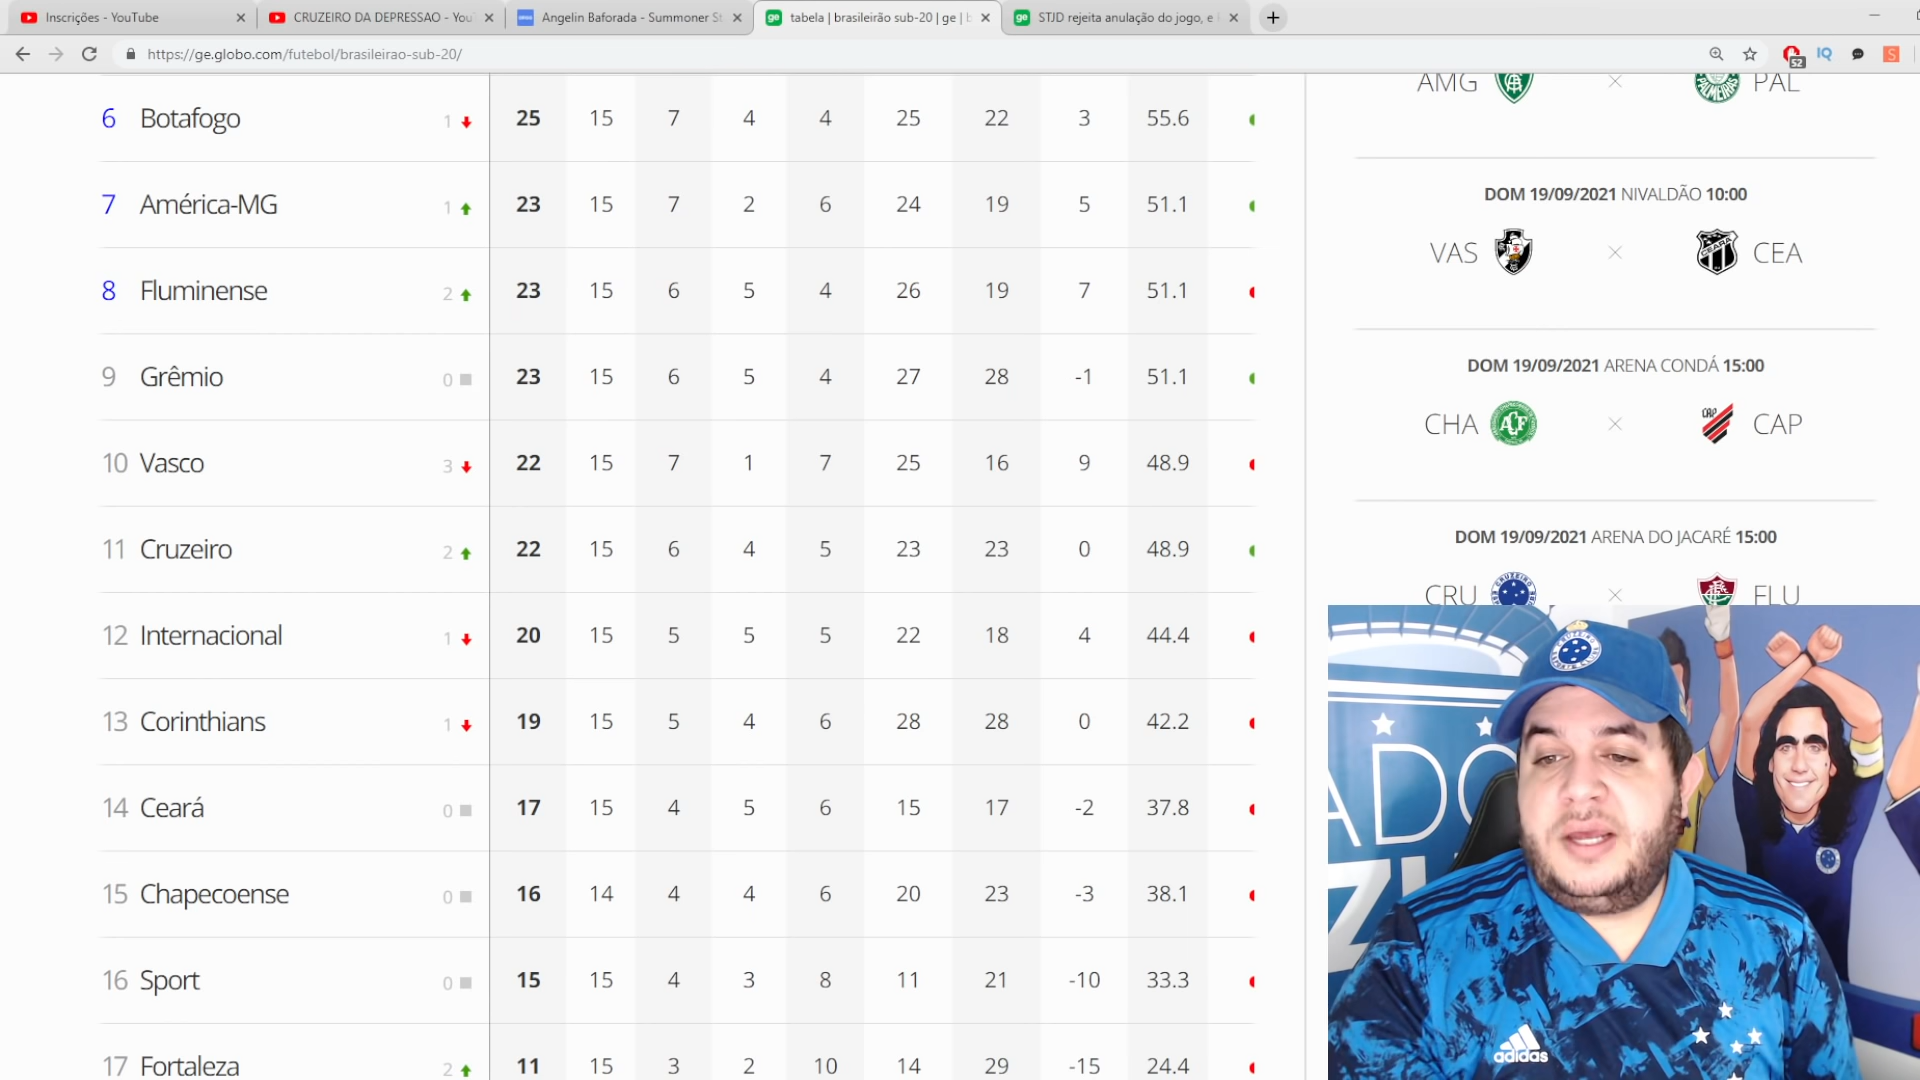 Inscrições - YouTube
CRUZEIRO DA DEPRESSAO - You
Angelin Baforada - Summoner St
tabela | brasileirão sub-20 | ge | b
STJD rejeita anulação do jogo, e
https://ge.globo.com/futebol/brasileirao-sub-20/
52
IQ
S
6 Botafogo 1 25 15 7 4 4 25 22 3 55.6
7 América-MG 1 23 15 7 2 6 24 19 5 51.1
8 Fluminense 2 23 15 6 5 4 26 19 7 51.1
9 Grêmio 0 23 15 6 5 4 27 28 -1 51.1
10 Vasco 3 22 15 7 1 7 25 16 9 48.9
11 Cruzeiro 2 22 15 6 4 5 23 23 0 48.9
12 Internacional 1 20 15 5 5 5 22 18 4 44.4
13 Corinthians 1 19 15 5 4 6 28 28 0 42.2
14 Ceará 0 17 15 4 5 6 15 17 -2 37.8
15 Chapecoense 0 16 14 4 4 6 20 23 -3 38.1
16 Sport 0 15 15 4 3 8 11 21 -10 33.3
17 Fortaleza 2 11 15 3 2 10 14 29 -15 24.4
AMG × PAL
PALMEIRAS
DOM 19/09/2021 NIVALDÃO 10:00
VAS × CEA
CEARÁ
DOM 19/09/2021 ARENA CONDÁ 15:00
CHA × CAP
ACF
CAP
DOM 19/09/2021 ARENA DO JACARÉ 15:00
CRU × FLU
CRUZEIRO
ADO
ZU
adidas